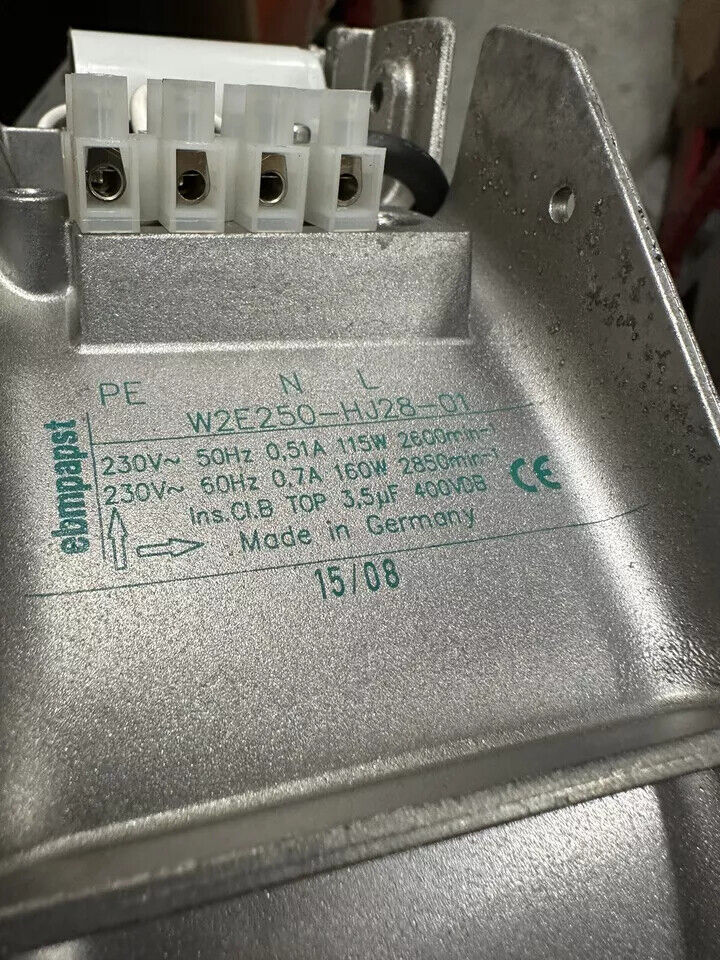 PE N L
W2E250-HJ28-01
ebmpapst
230V~ 50Hz 0,51A 115W 2600min-1
230V~ 60Hz 0,7A 160W 2850min-1
Ins.Cl.B TOP 3,5µF 400VDB
CE
Made in Germany
15/08